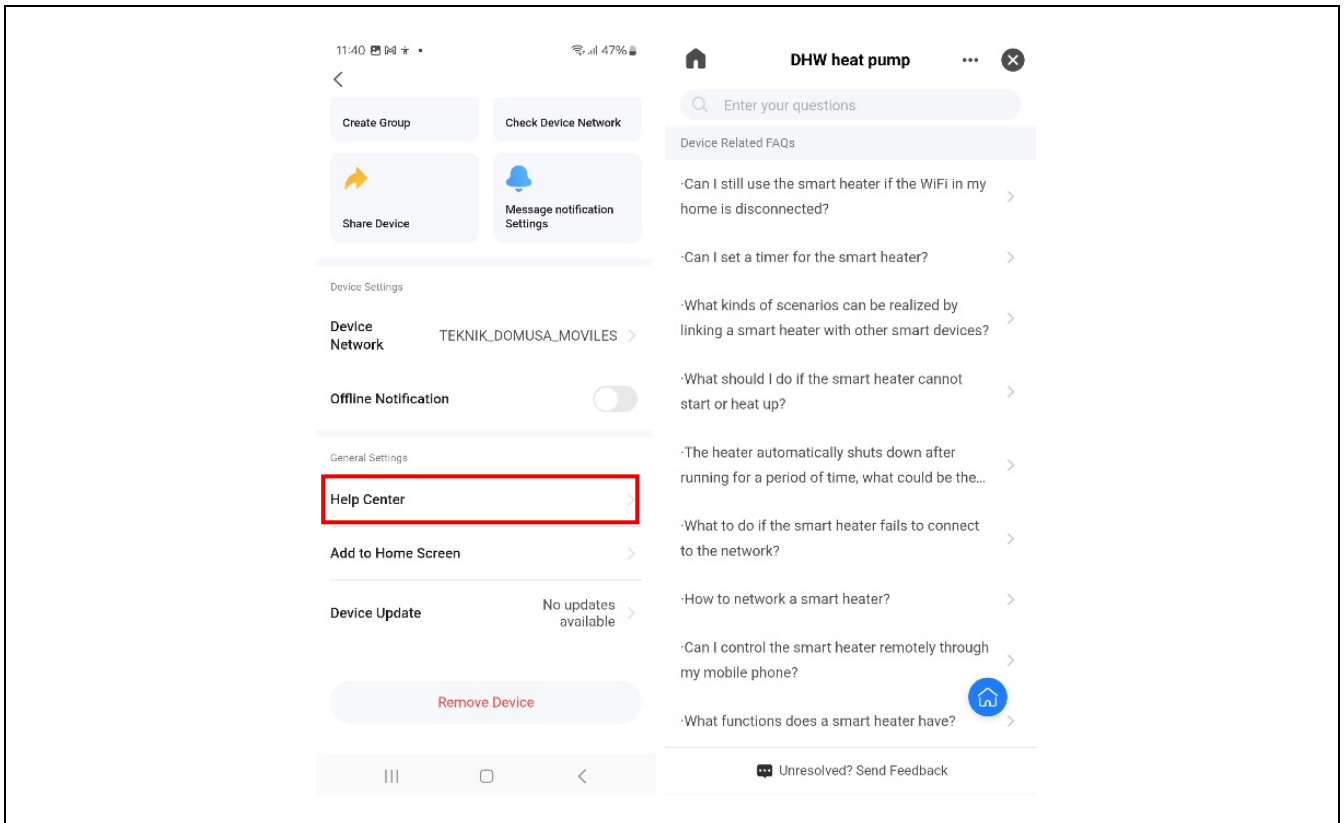 11:40
47%
Create Group
Check Device Network
Share Device
Message notification
Settings
Device Settings
Device
Network
TEKNIK_DOMUSA_MOVILES
Offline Notification
General Settings
Help Center
Add to Home Screen
Device Update
No updates
available
Remove Device
DHW heat pump
Enter your questions
Device Related FAQs
·Can I still use the smart heater if the WiFi in my
home is disconnected?
·Can I set a timer for the smart heater?
·What kinds of scenarios can be realized by
linking a smart heater with other smart devices?
·What should I do if the smart heater cannot
start or heat up?
·The heater automatically shuts down after
running for a period of time, what could be the...
·What to do if the smart heater fails to connect
to the network?
·How to network a smart heater?
·Can I control the smart heater remotely through
my mobile phone?
·What functions does a smart heater have?
Unresolved? Send Feedback